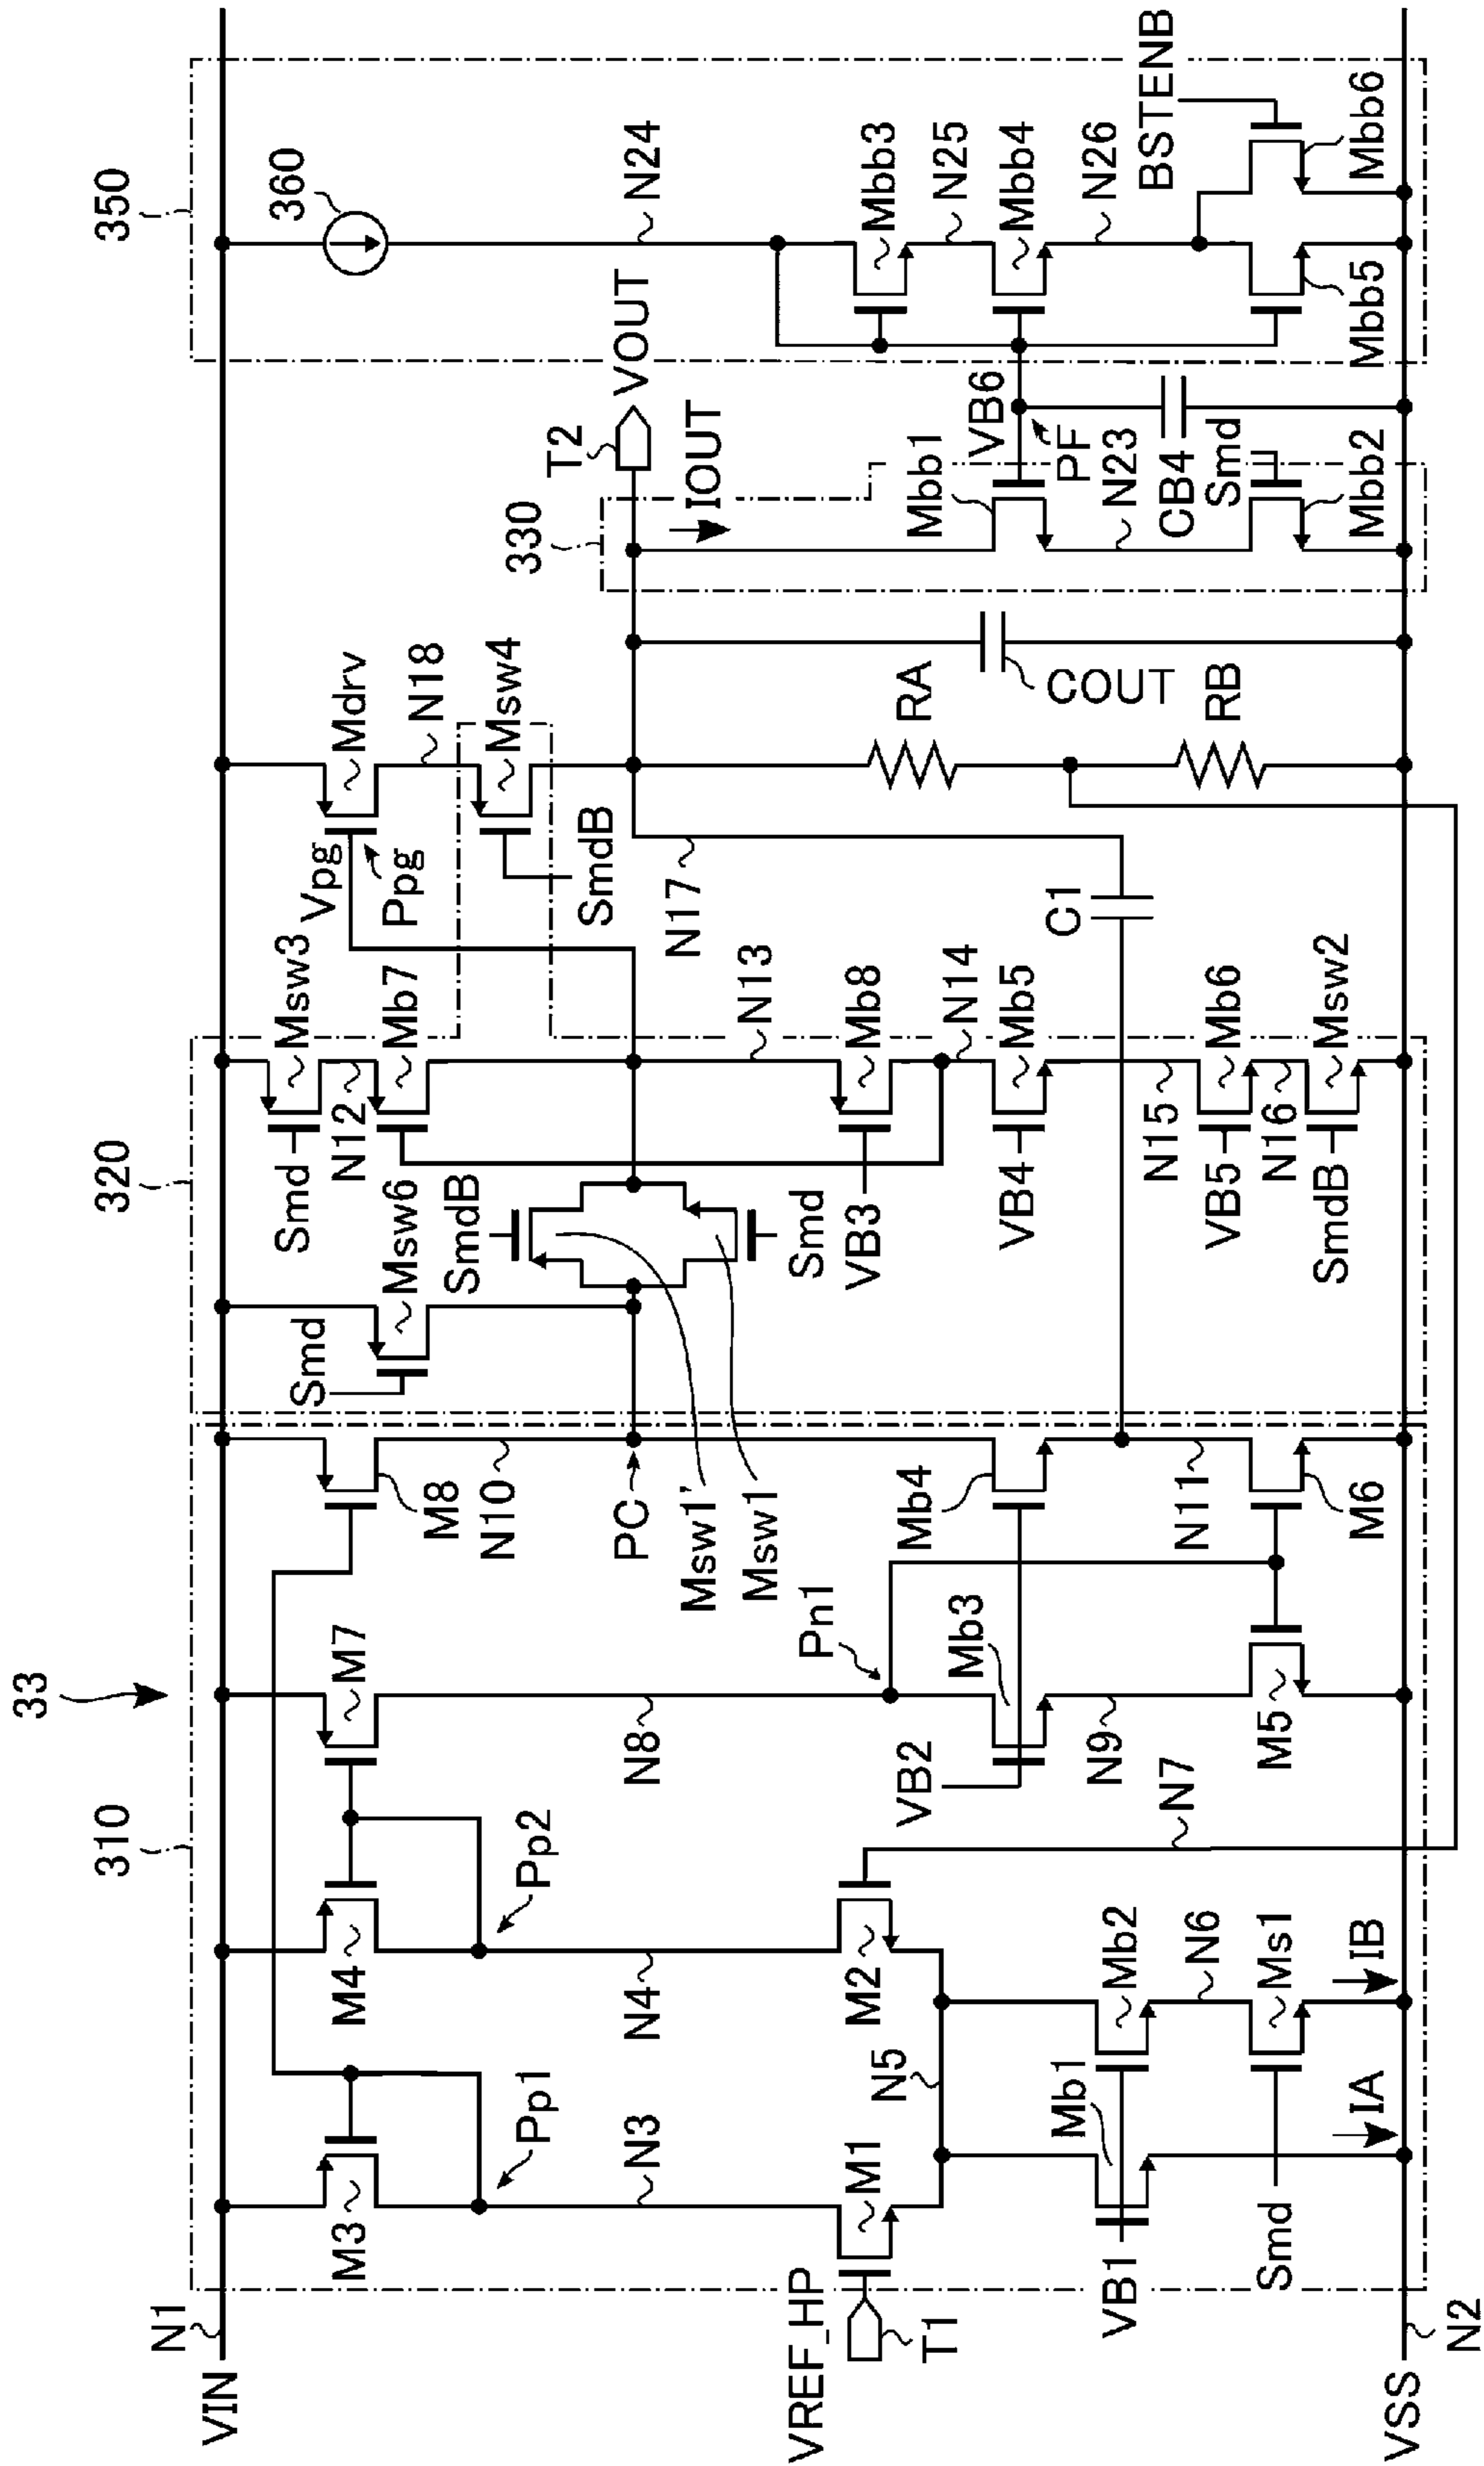 33
310
320
330
350
360
N1
VIN
M3
M4
M7
M8
Smd
Msw6
Smd
Msw3
N12
Mb7
Vpg
Ppg
Mdrv
N18
Msw4
SmdB
N24
T2
VOUT
IOUT
Pp1
Pp2
N3
N4
N8
N10
PC
Msw1'
Msw1
SmdB
Smd
N13
N17
VREF_HP
T1
M1
M2
N5
Pn1
VB2
Mb3
Mb4
VB3
Mb8
N14
VB4
Mb5
C1
RA
COUT
Mbb1
VB6
PF
Mbb3
N25
Mbb4
N26
BSTENB
VB1
Mb1
Mb2
N6
N9
N7
N11
N15
VB5
Mb6
N16
SmdB
Msw2
RB
N23
CB4
Smd
Mbb2
Mbb5
Mbb6
Smd
Ms1
IA
IB
M5
M6
VSS
N2